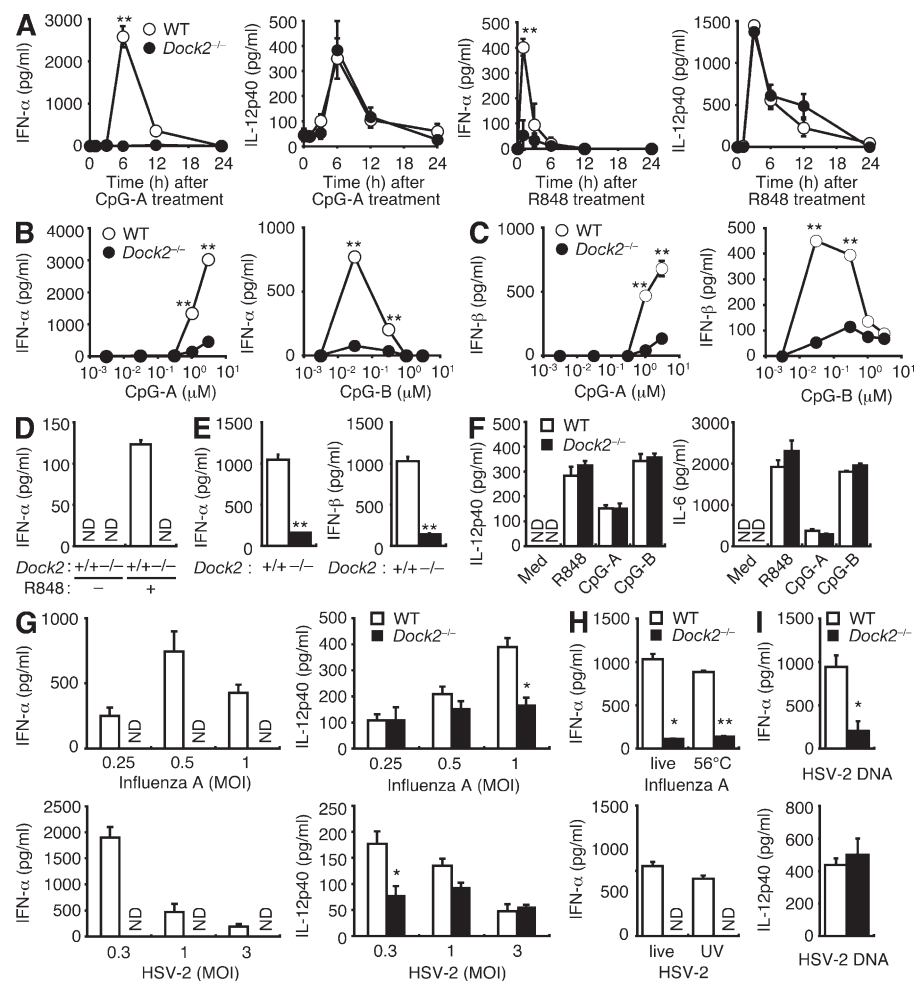 A
IFN-α (pg/ml)
3000
2000
1000
0
**
WT
Dock2–/–
0 6 12 18 24
Time (h) after
CpG-A treatment
IL-12p40 (pg/ml)
500
400
300
200
100
0
0 6 12 18 24
Time (h) after
CpG-A treatment
IFN-α (pg/ml)
500
400
300
200
100
0
**
0 6 12 18 24
Time (h) after
R848 treatment
IL-12p40 (pg/ml)
1500
1000
500
0
0 6 12 18 24
Time (h) after
R848 treatment
B
IFN-α (pg/ml)
4000
3000
2000
1000
0
WT
Dock2–/–
**
**
10-3 10-2 10-1 100 101
CpG-A (μM)
IFN-α (pg/ml)
1000
500
0
**
**
10-3 10-2 10-1 100 101
CpG-B (μM)
C
IFN-β (pg/ml)
1000
500
0
WT
Dock2–/–
**
**
10-3 10-2 10-1 100 101
CpG-A (μM)
IFN-β (pg/ml)
500
400
300
200
100
0
**
**
10-3 10-2 10-1 100 101
CpG-B (μM)
D
IFN-α (pg/ml)
150
100
50
0
ND ND ND
Dock2 : +/+ –/– +/+ –/–
R848 : – +
E
IFN-α (pg/ml)
1500
1000
500
0
**
Dock2 : +/+ –/–
IFN-β (pg/ml)
1500
1000
500
0
**
Dock2 : +/+ –/–
F
IL-12p40 (pg/ml)
500
400
300
200
100
0
WT
Dock2–/–
ND ND
Med R848 CpG-A CpG-B
IL-6 (pg/ml)
3000
2000
1000
0
ND ND
Med R848 CpG-A CpG-B
G
IFN-α (pg/ml)
1000
500
0
ND ND ND
0.25 0.5 1
Influenza A (MOI)
IL-12p40 (pg/ml)
500
400
300
200
100
0
WT
Dock2–/–
*
0.25 0.5 1
Influenza A (MOI)
H
IFN-α (pg/ml)
1500
1000
500
0
WT
Dock2–/–
* **
live 56°C
Influenza A
I
IFN-α (pg/ml)
1500
1000
500
0
*
HSV-2 DNA
IFN-α (pg/ml)
2500
2000
1500
1000
500
0
ND ND ND
0.3 1 3
HSV-2 (MOI)
IL-12p40 (pg/ml)
250
200
150
100
50
0
*
0.3 1 3
HSV-2 (MOI)
IFN-α (pg/ml)
1500
1000
500
0
ND ND
live UV
HSV-2
IL-12p40 (pg/ml)
800
600
400
200
0
HSV-2 DNA